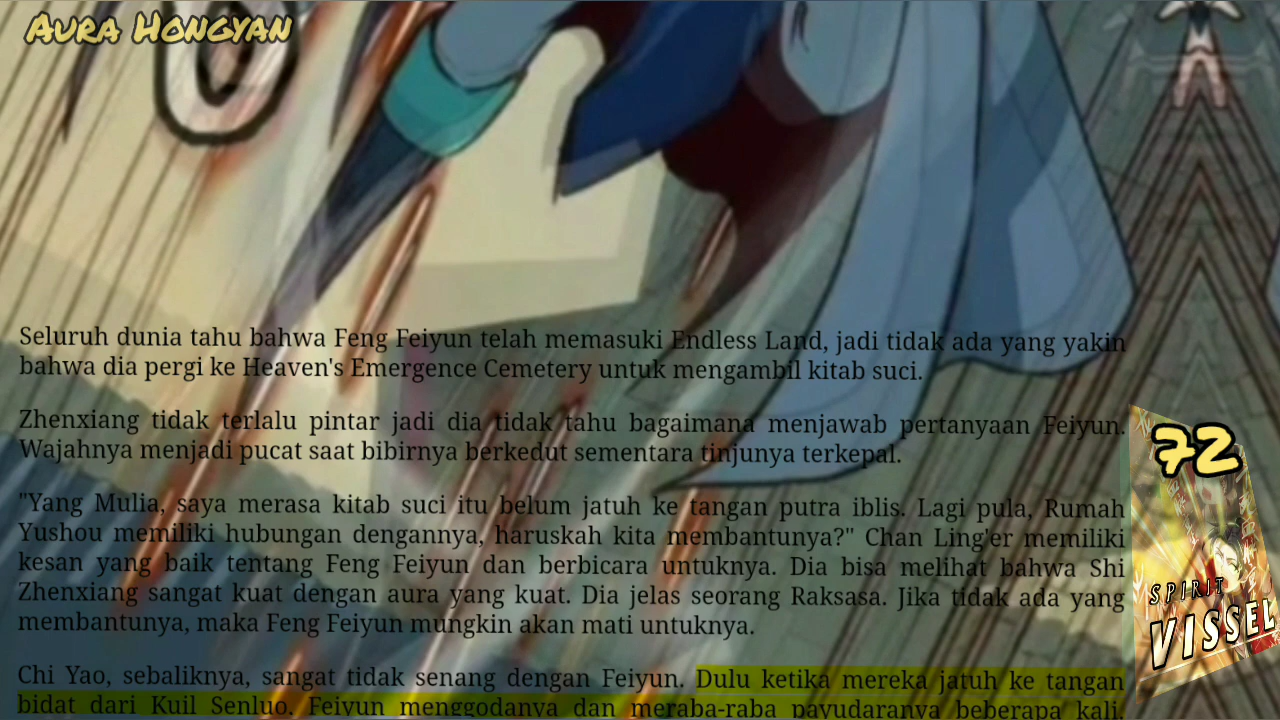 Aura Hongyan
Seluruh dunia tahu bahwa Feng Feiyun telah memasuki Endless Land, jadi tidak ada yang yakin
bahwa dia pergi ke Heaven's Emergence Cemetery untuk mengambil kitab suci.
Zhenxiang tidak terlalu pintar jadi dia tidak tahu bagaimana menjawab pertanyaan Feiyun.
Wajahnya menjadi pucat saat bibirnya berkedut sementara tinjunya terkepal.
"Yang Mulia, saya merasa kitab suci itu belum jatuh ke tangan putra iblis. Lagi pula, Rumah
Yushou memiliki hubungan dengannya, haruskah kita membantunya?" Chan Ling'er memiliki
kesan yang baik tentang Feng Feiyun dan berbicara untuknya. Dia bisa melihat bahwa Shi
Zhenxiang sangat kuat dengan aura yang kuat. Dia jelas seorang Raksasa. Jika tidak ada yang
membantunya, maka Feng Feiyun mungkin akan mati untuknya.
Chi Yao, sebaliknya, sangat tidak senang dengan Feiyun. Dulu ketika mereka jatuh ke tangan
bidat dari Kuil Senluo, Feiyun menggodanya dan meraba-raba payudaranya beberapa kali.
72
SPIRIT
VISSEL